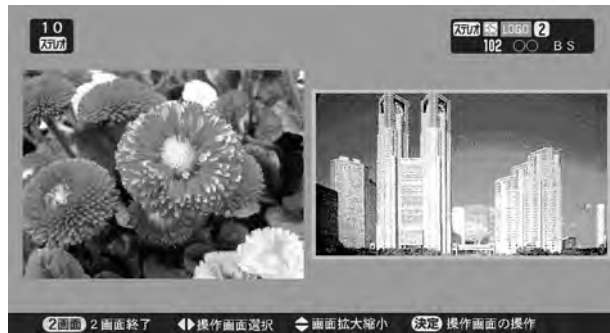 10
ステレオ
ステレオ BS LOGO 2
102 ○○ BS
2画面 2画面終了 ◀▶操作画面選択 ◆画面拡大縮小 決定 操作画面の操作